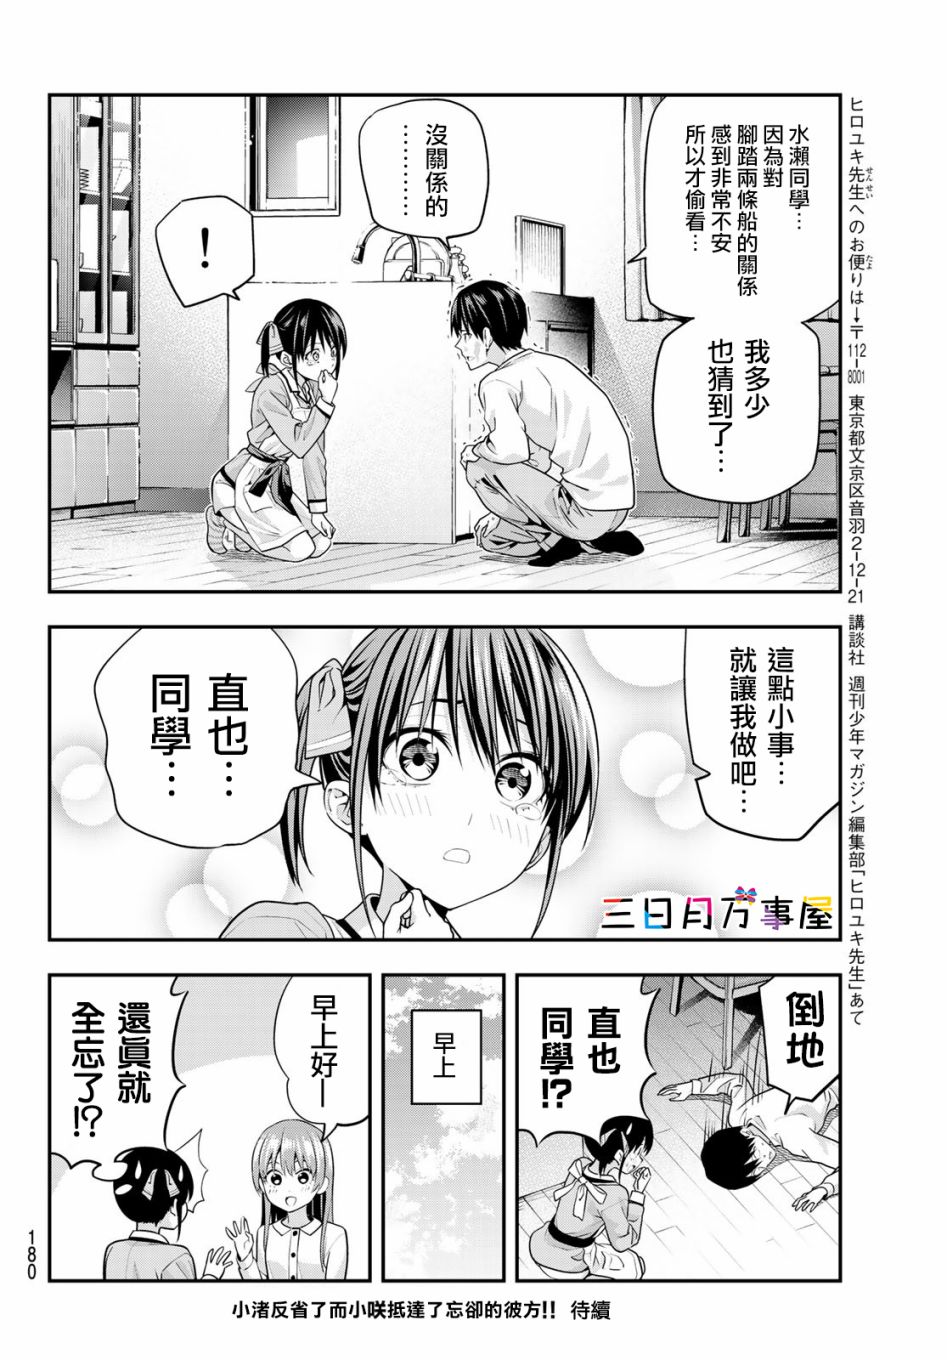 水瀨同學…
因為對
腳踏兩條船的關係
感到非常不安
所以才偷看…
我多少
也猜到了…
沒關係的
………
………
！
這點小事…
就讓我做吧…
直也…
同學…
倒地
直也
同學!?
早上
早上好—
還眞就
全忘了!?
三日月万事屋
ヒロユキ先生へのお便りは→〒112-8001 東京都文京区音羽2-12-21 講談社 週刊少年マガジン編集部「ヒロユキ先生」あて
せんせい
たよ
180
小渚反省了而小咲抵達了忘卻的彼方!! 待續